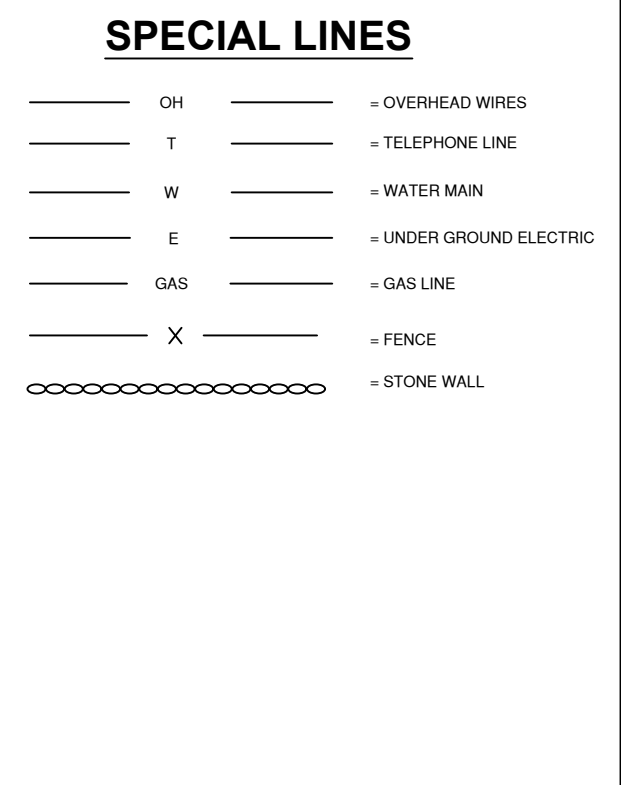 SPECIAL LINES
OH = OVERHEAD WIRES
T = TELEPHONE LINE
W = WATER MAIN
E = UNDER GROUND ELECTRIC
GAS = GAS LINE
X = FENCE
= STONE WALL